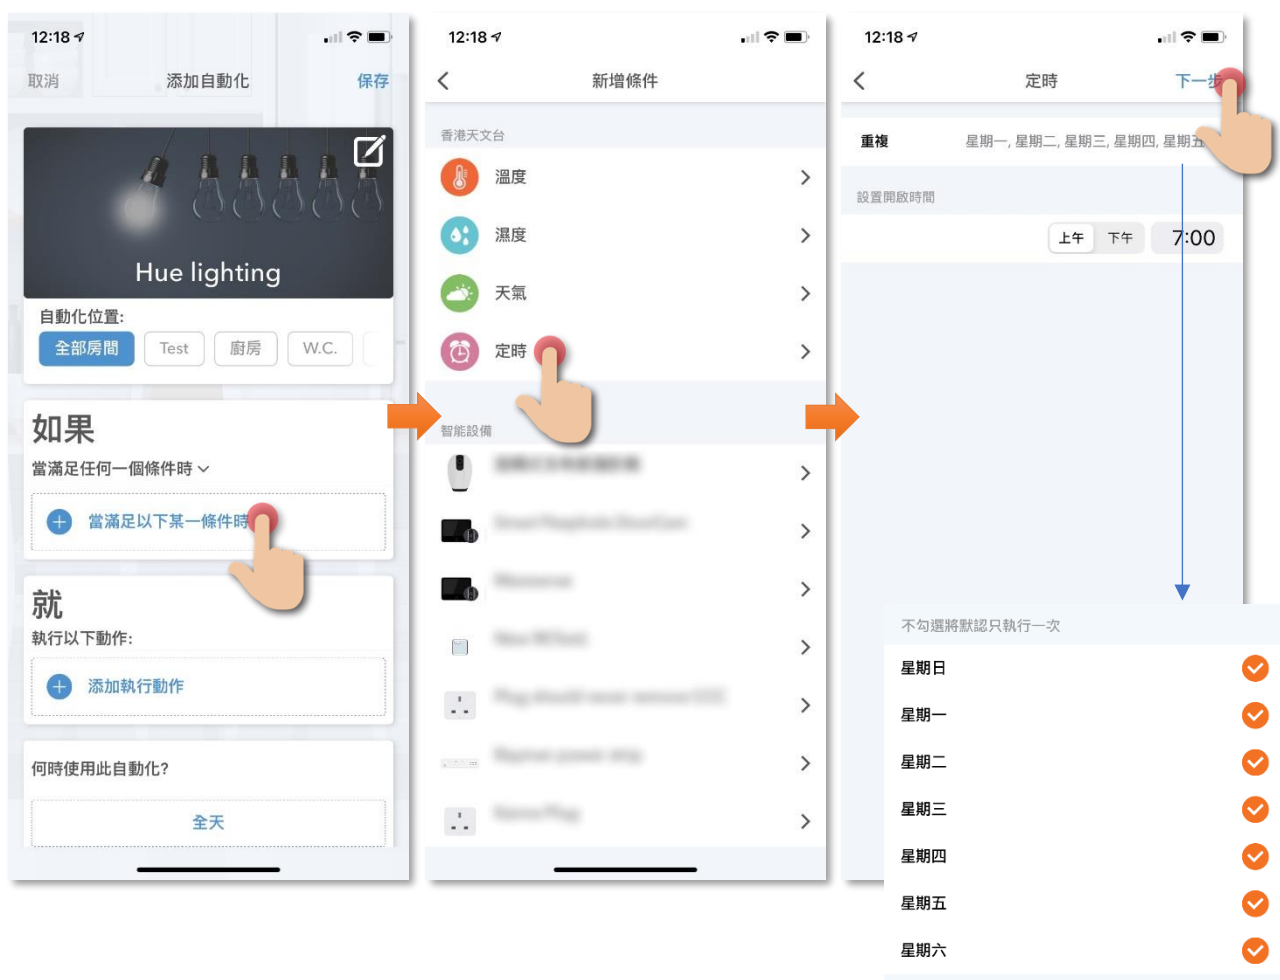 12:18
取消
添加自動化
保存
Hue lighting
自動化位置:
全部房間
Test
廚房
W.C.
如果
當滿足任何一個條件時
當滿足以下某一條件時
就
執行以下動作:
添加執行動作
何時使用此自動化?
全天
12:18
新增條件
香港天文台
溫度
濕度
天氣
定時
智能設備
12:18
定時
下一步
重複
星期一, 星期二, 星期三, 星期四, 星期五
設置開啟時間
上午
下午
7:00
不勾選將默認只執行一次
星期日
星期一
星期二
星期三
星期四
星期五
星期六